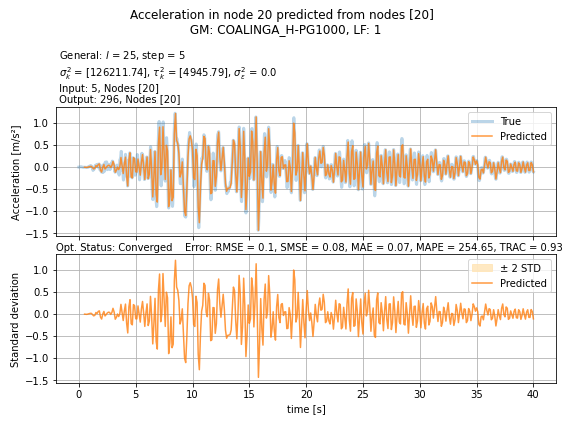 Acceleration in node 20 predicted from nodes [20]
GM: COALINGA_H-PG1000, LF: 1
General: l = 25, step = 5
σ_k² = [126211.74], τ_k² = [4945.79], σ_ε² = 0.0
Input: 5, Nodes [20]
Output: 296, Nodes [20]
Acceleration [m/s²]
1.0
0.5
0.0
−0.5
−1.0
−1.5
True
Predicted
Opt. Status: Converged Error: RMSE = 0.1, SMSE = 0.08, MAE = 0.07, MAPE = 254.65, TRAC = 0.93
Standard deviation
1.0
0.5
0.0
−0.5
−1.0
−1.5
± 2 STD
Predicted
0 5 10 15 20 25 30 35 40
time [s]